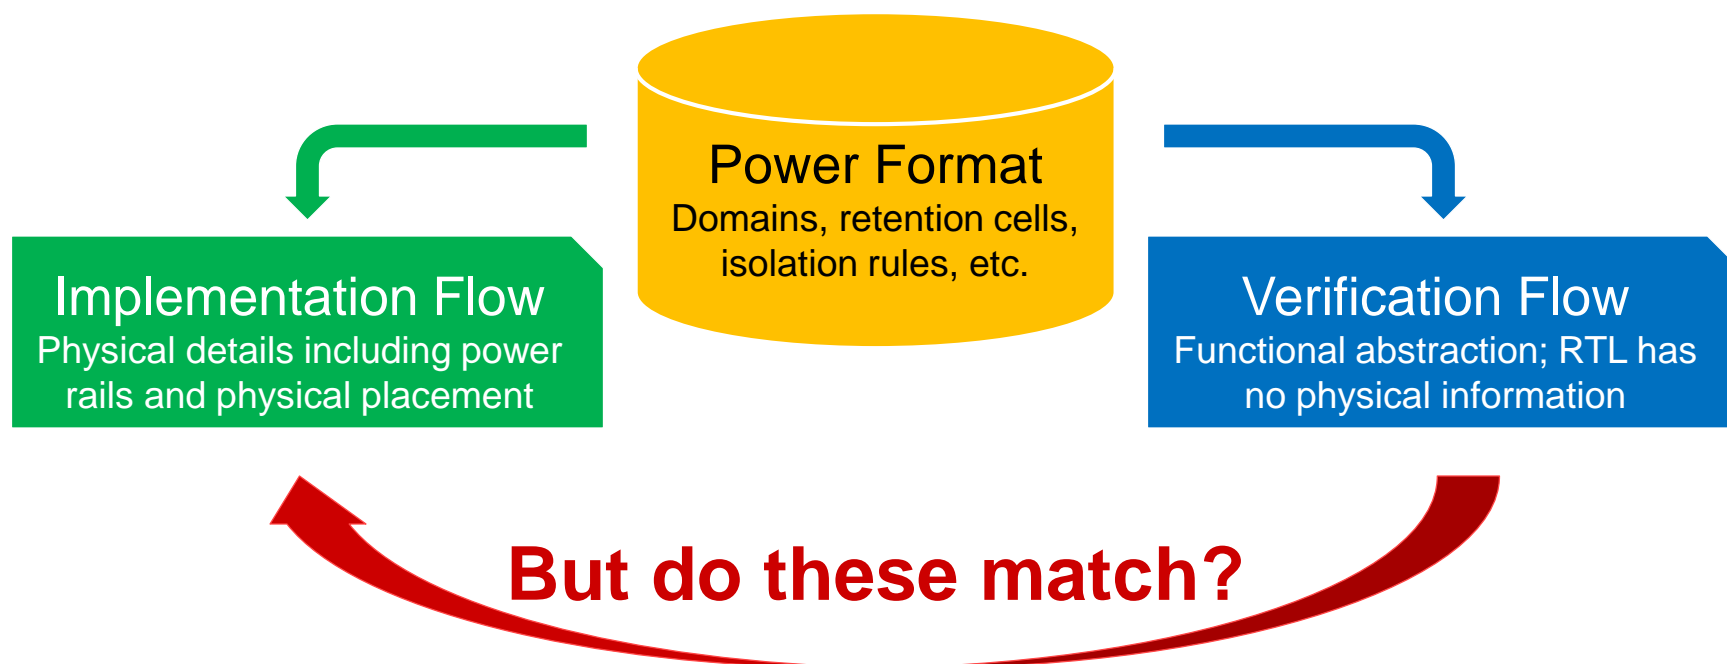 Power Format
Domains, retention cells,
isolation rules, etc.
Implementation Flow
Physical details including power
rails and physical placement
Verification Flow
Functional abstraction; RTL has
no physical information
But do these match?